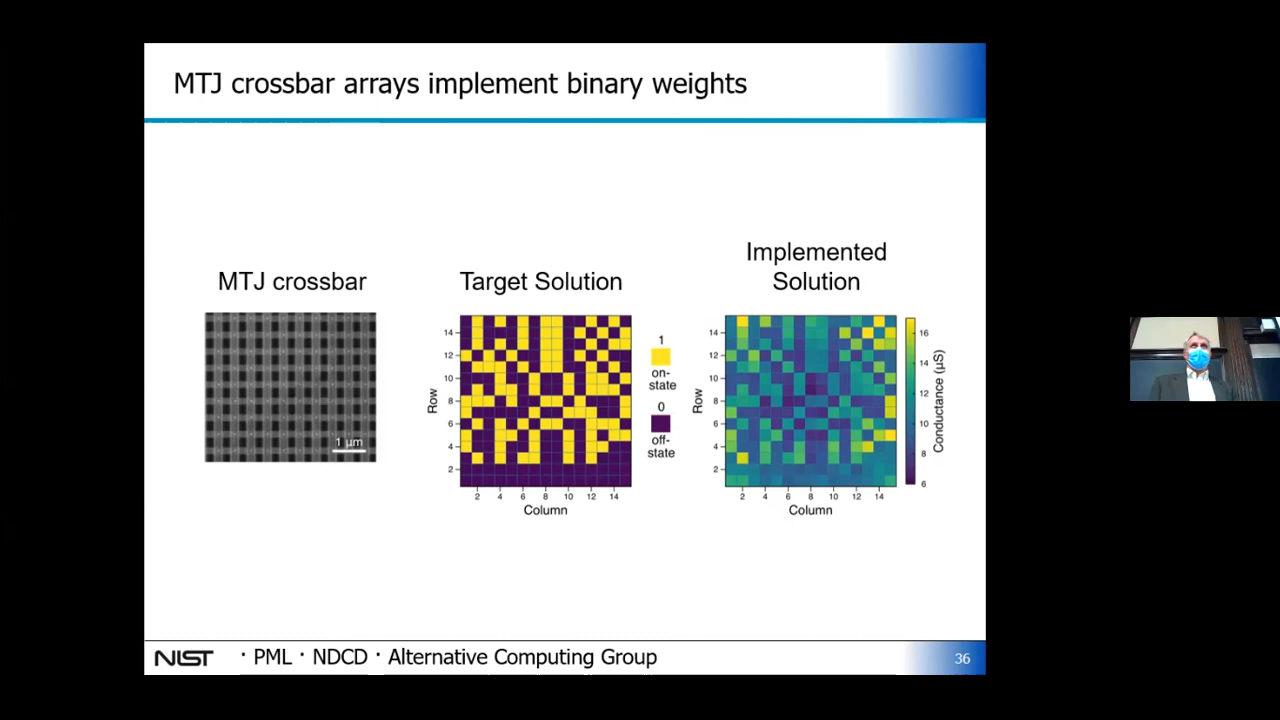 MTJ crossbar arrays implement binary weights
MTJ crossbar
1 μm
Target Solution
Row
14
12
10
8
6
4
2
2 4 6 8 10 12 14
Column
1
on-
state
0
off-
state
Implemented
Solution
Row
14
12
10
8
6
4
2
2 4 6 8 10 12 14
Column
16
14
12
10
8
6
Conductance (μS)
NIST · PML · NDCD · Alternative Computing Group
36